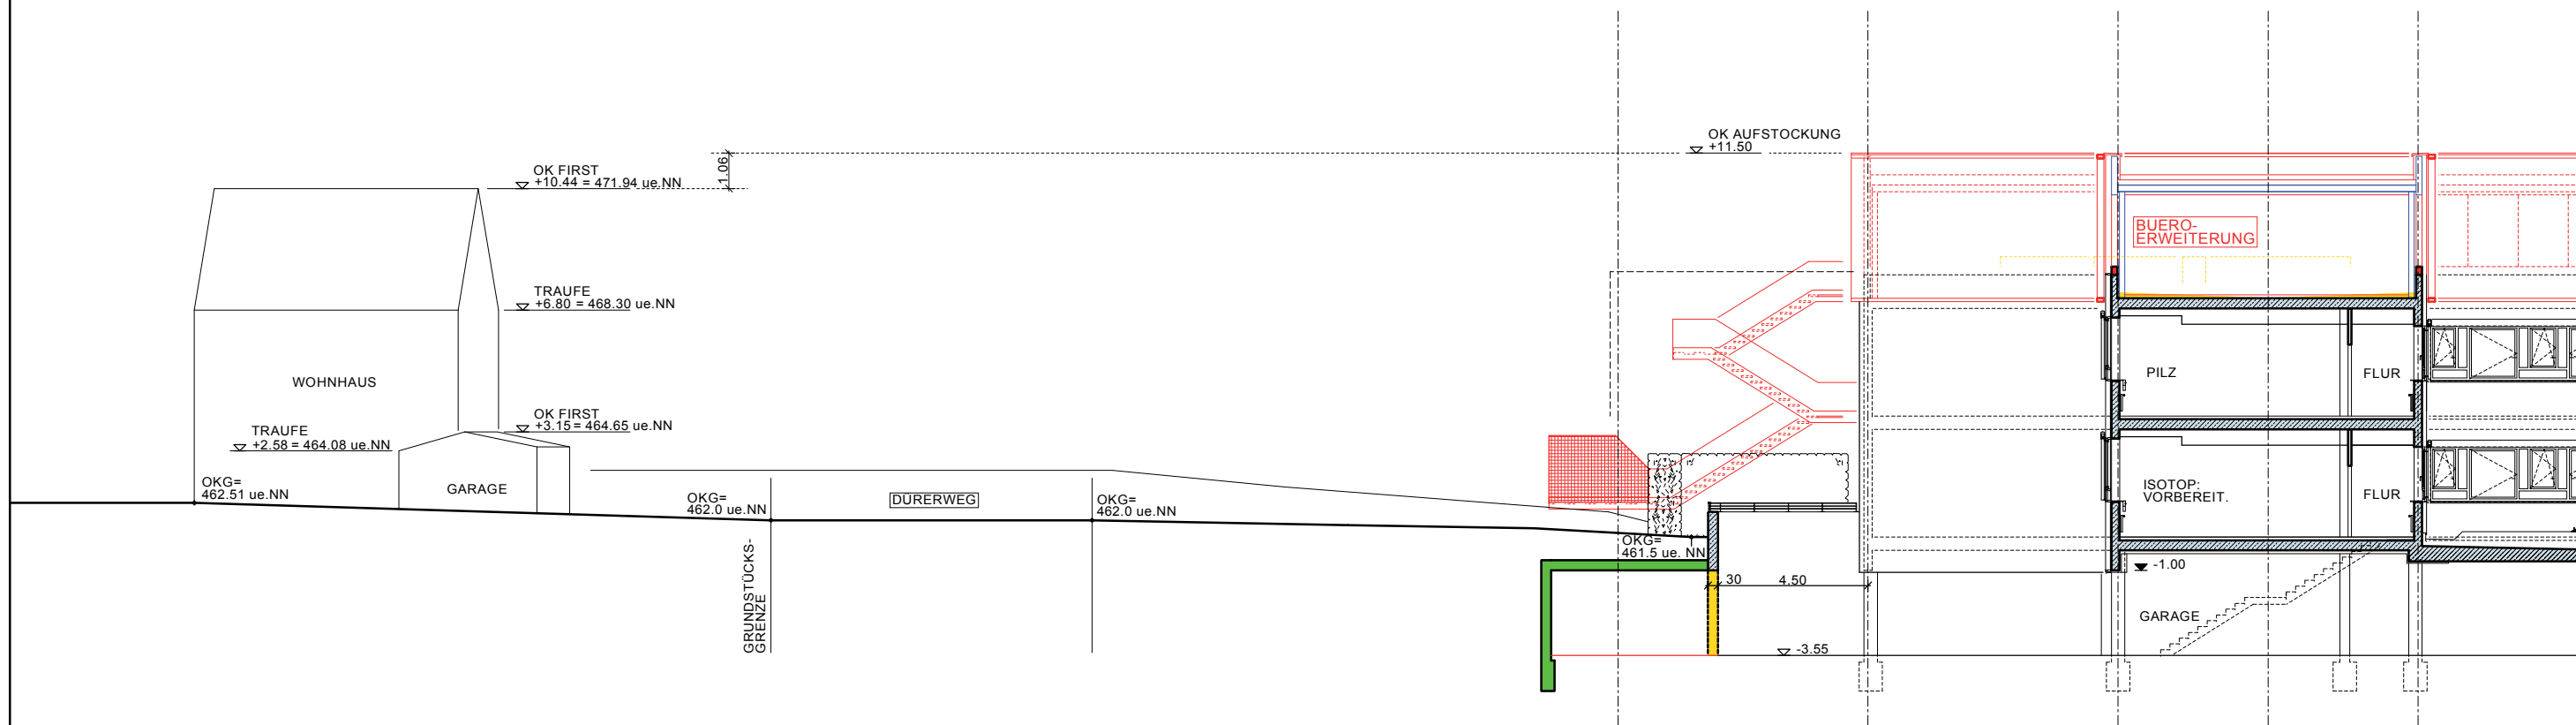 OK AUFSTOCKUNG
+11.50
1.06
OK FIRST
+10.44 = 471.94 ue.NN
BUERO-
ERWEITERUNG
TRAUFE
+6.80 = 468.30 ue.NN
WOHNHAUS
PILZ
FLUR
OK FIRST
+3.15 = 464.65 ue.NN
TRAUFE
+2.58 = 464.08 ue.NN
OKG=
462.51 ue.NN
GARAGE
OKG=
462.0 ue.NN
DÜRERWEG
OKG=
462.0 ue.NN
ISOTOP:
VORBEREIT.
FLUR
GRUNDSTÜCKS-
GRENZE
OKG=
461.5 ue. NN
30
4.50
-1.00
GARAGE
-3.55